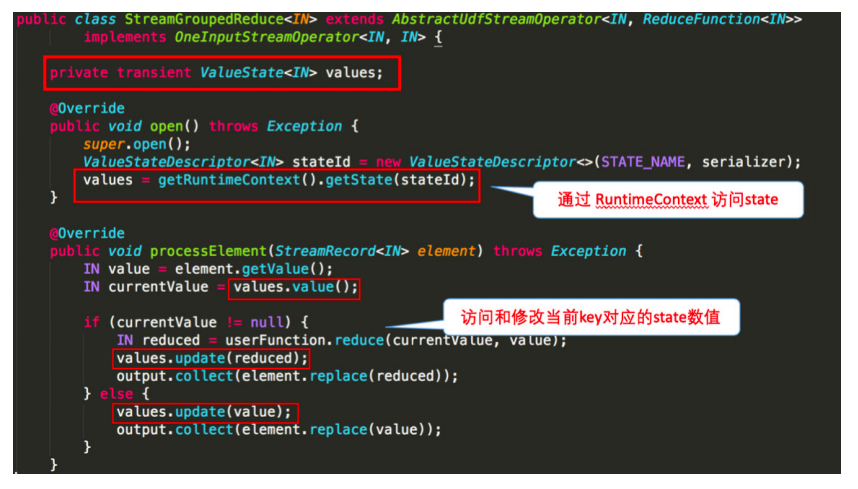 public class StreamGroupedReduce<IN> extends AbstractUdfStreamOperator<IN, ReduceFunction<IN>>
        implements OneInputStreamOperator<IN, IN> {
    private transient ValueState<IN> values;
    @Override
    public void open() throws Exception {
        super.open();
        ValueStateDescriptor<IN> stateId = new ValueStateDescriptor<>(STATE_NAME, serializer);
        values = getRuntimeContext().getState(stateId);
    }
通过 RuntimeContext 访问state
    @Override
    public void processElement(StreamRecord<IN> element) throws Exception {
        IN value = element.getValue();
        IN currentValue = values.value();
访问和修改当前key对应的state数值
        if (currentValue != null) {
            IN reduced = userFunction.reduce(currentValue, value);
            values.update(reduced);
            output.collect(element.replace(reduced));
        } else {
            values.update(value);
            output.collect(element.replace(value));
        }
    }